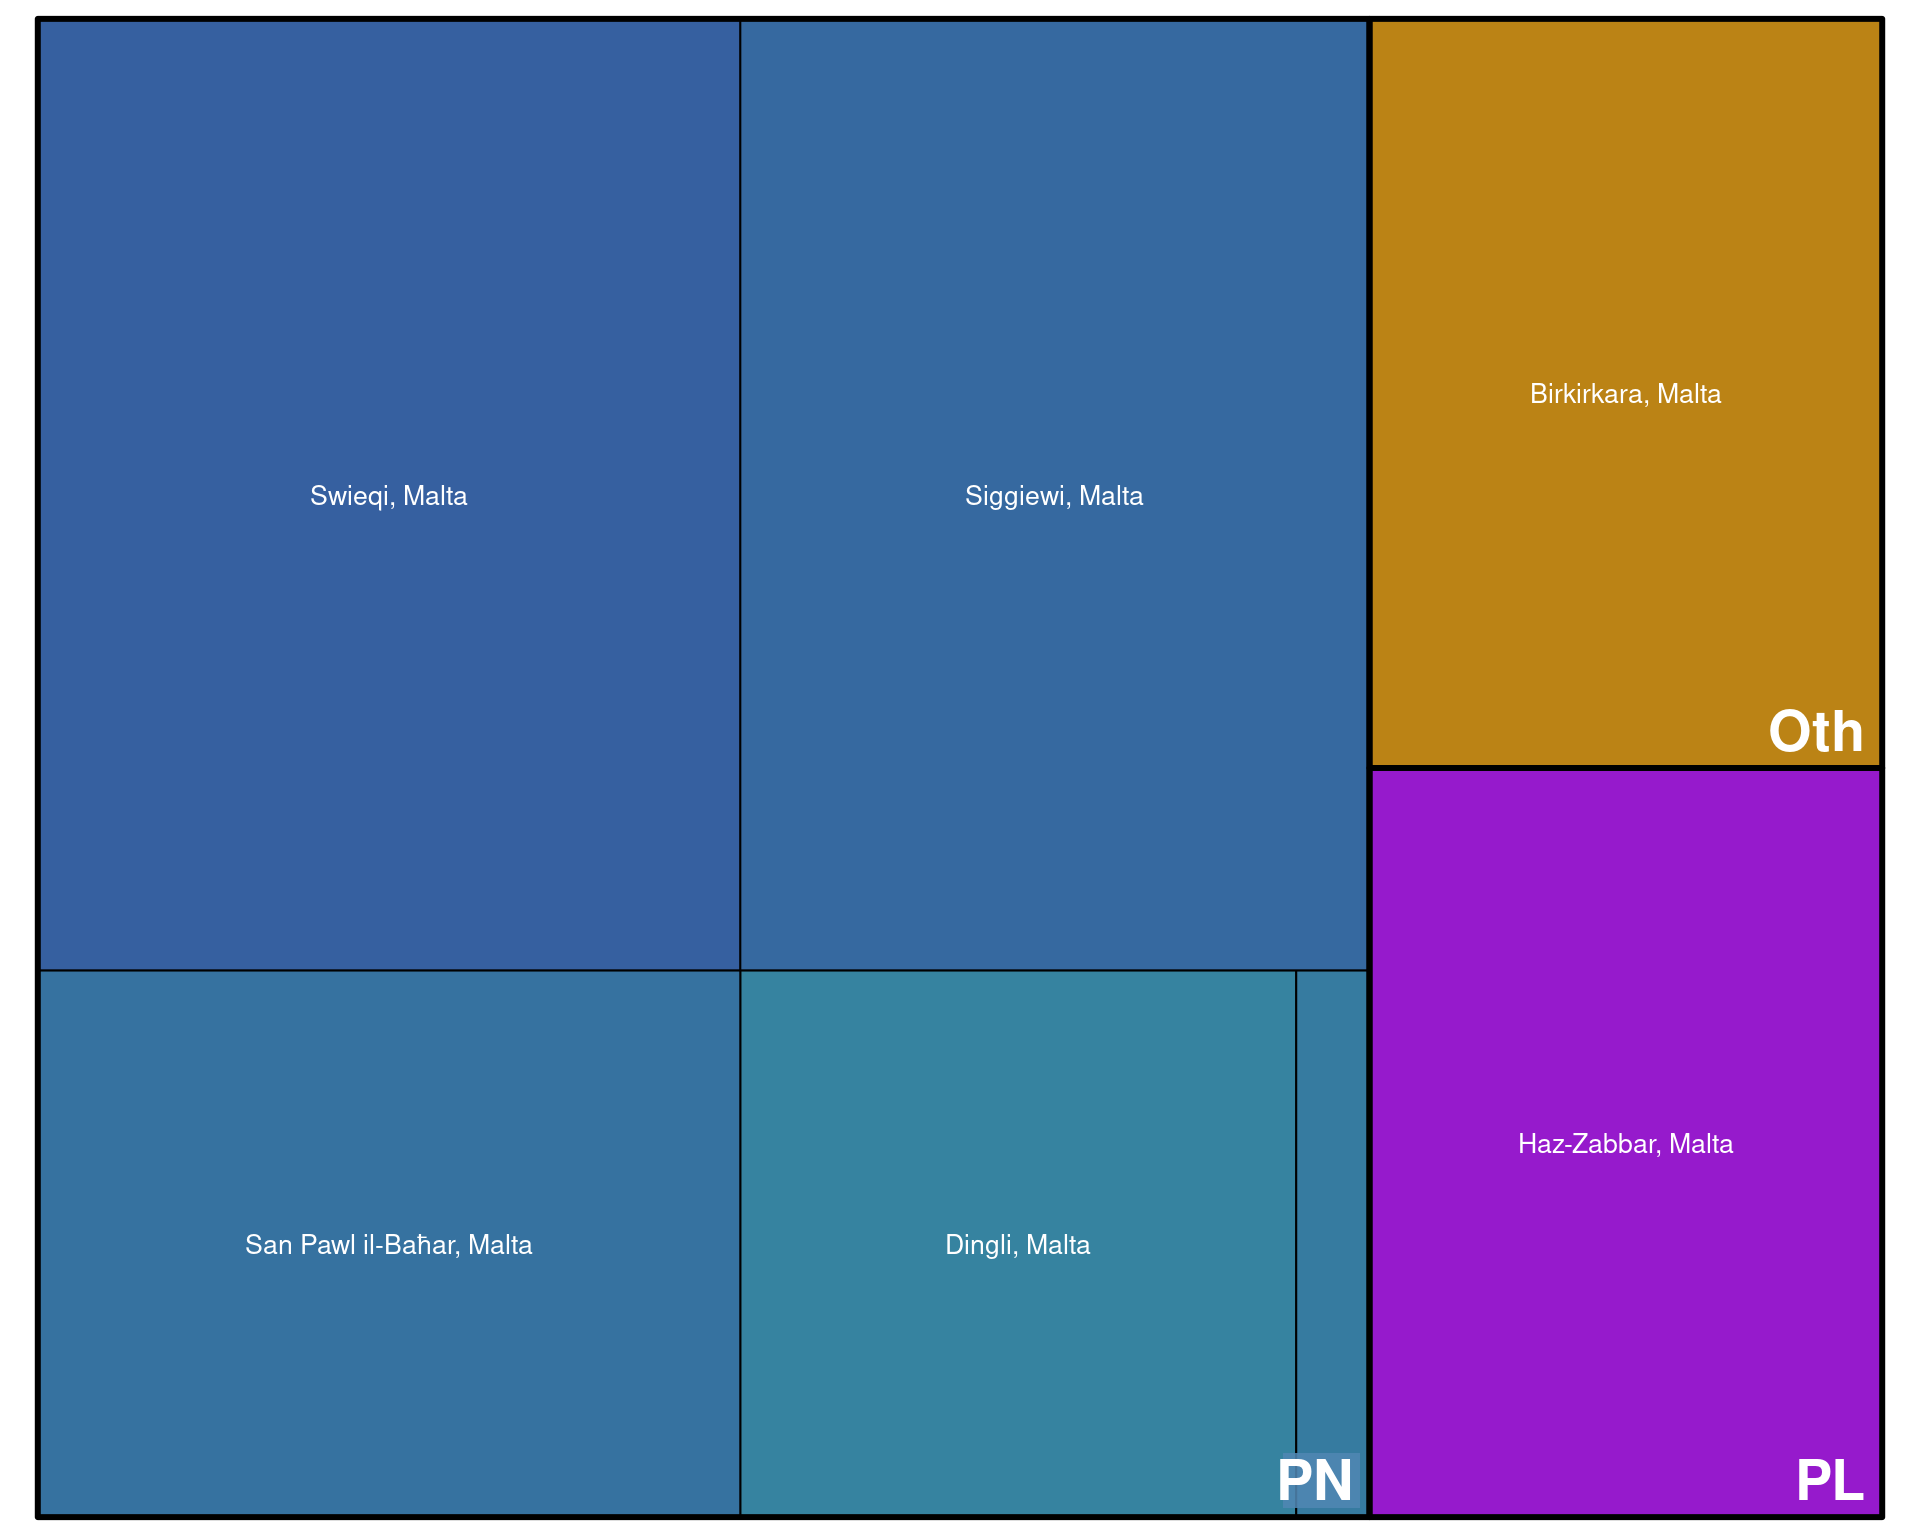 Swieqi, Malta
Siggiewi, Malta
Birkirkara, Malta
Oth
San Pawl il-Baħar, Malta
Dingli, Malta
PN
Haz-Zabbar, Malta
PL